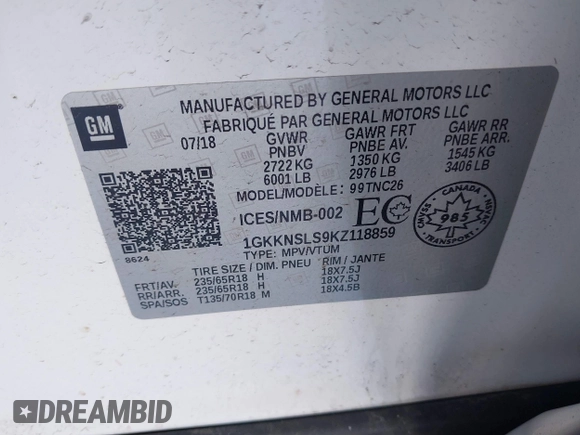 GM
MANUFACTURED BY GENERAL MOTORS LLC
FABRIQUÉ PAR GENERAL MOTORS LLC
07/18 GVWR GAWR FRT GAWR RR
PNBV PNBE AV. PNBE ARR.
2722 KG 1350 KG 1545 KG
6001 LB 2976 LB 3406 LB
MODEL/MODÈLE: 99TNC26
ICES/NMB-002 EC
CANADA
985
CMVSS NSVAC
TRANSPORT
1GKKNSLS9KZ118859
8624
TYPE: MPV/VTUM
TIRE SIZE / DIM. PNEU RIM / JANTE
FRT/AV. 235/65R18 H 18X7.5J
RR/ARR. 235/65R18 H 18X7.5J
SPA/SOS T135/70R18 M 18X4.5B
DREAMBID